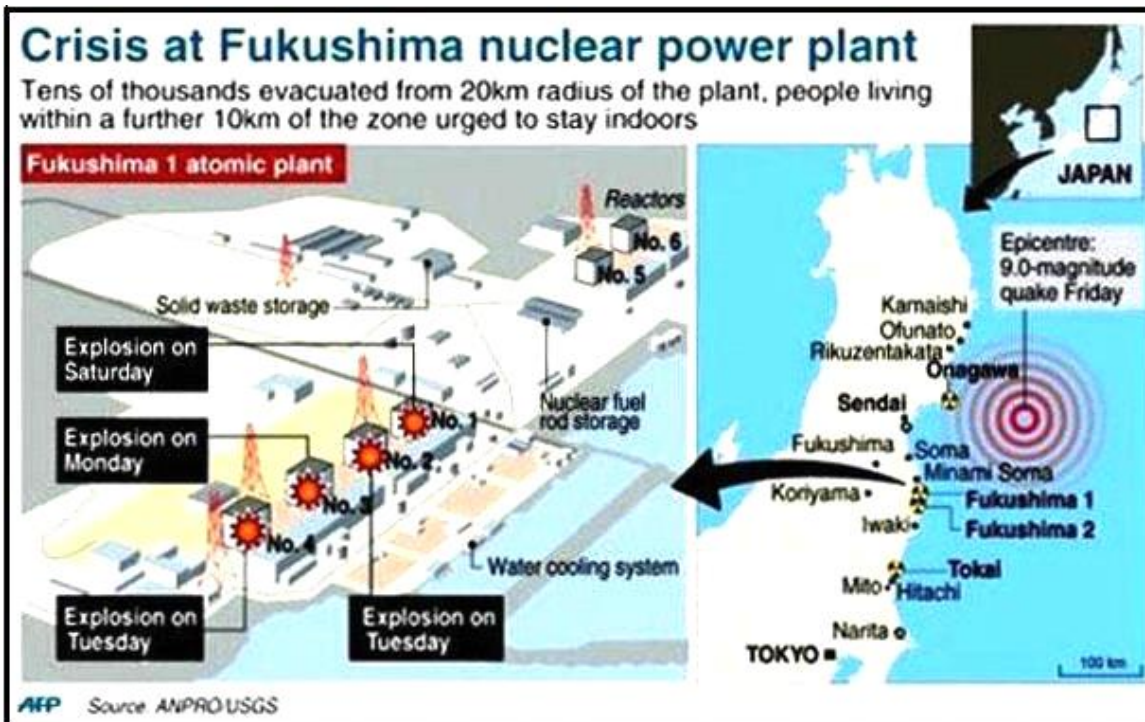 Crisis at Fukushima nuclear power plant
Tens of thousands evacuated from 20km radius of the plant, people living
within a further 10km of the zone urged to stay indoors
Fukushima 1 atomic plant
Reactors
No. 6
No. 5
Solid waste storage
Explosion on
Saturday
Nuclear fuel
rod storage
No. 1
Explosion on
Monday
No. 2
No. 3
No. 4
Water cooling system
Explosion on
Tuesday
Explosion on
Tuesday
JAPAN
Epicentre:
9.0-magnitude
quake Friday
Kamaishi
Ofunato
Rikuzentakata
Onagawa
Sendai
Fukushima
Soma
Minami Soma
Koriyama
Fukushima 1
Iwaki
Fukushima 2
Tokai
Mito
Hitachi
Narita
TOKYO
100 km
AFP Source ANPRO/USGS